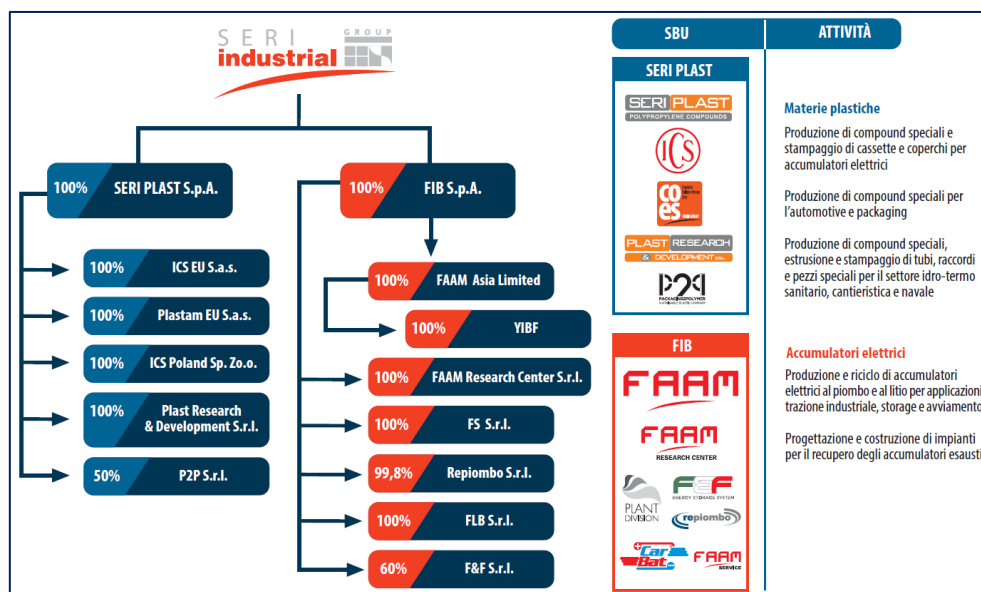 SERI
GROUP
industrial
100%
SERI PLAST S.p.A.
100%
ICS EU S.a.s.
100%
Plastam EU S.a.s.
100%
ICS Poland Sp. Zo.o.
100%
Plast Research
& Development S.r.l.
50%
P2P S.r.l.
100%
FIB S.p.A.
100%
FAAM Asia Limited
100%
YIBF
100%
FAAM Research Center S.r.l.
100%
FS S.r.l.
99,8%
Repiombo S.r.l.
100%
FLB S.r.l.
60%
F&F S.r.l.
SBU
ATTIVITÀ
SERI PLAST
SERI PLAST
POLYPROPYLENE COMPOUNDS
ICS
co
es
PLAST RESEARCH
& DEVELOPMENT SRL
P2P
PACKAGING2POLYMER
Materie plastiche
Produzione di compound speciali e
stampaggio di cassette e coperchi per
accumulatori elettrici
Produzione di compound speciali per
l'automotive e packaging
Produzione di compound speciali,
estrusione e stampaggio di tubi, raccordi
e pezzi speciali per il settore idro-termo
sanitario, cantieristica e navale
FIB
FAAM
FAAM
RESEARCH CENTER
PLANT
DIVISION
F&F
ENERGY STORAGE SYSTEM
repiombo
Car
Bat
FAAM
SERVICE
Accumulatori elettrici
Produzione e riciclo di accumulatori
elettrici al piombo e al litio per applicazioni
trazione industriale, storage e avviamento
Progettazione e costruzione di impianti
per il recupero degli accumulatori esausti